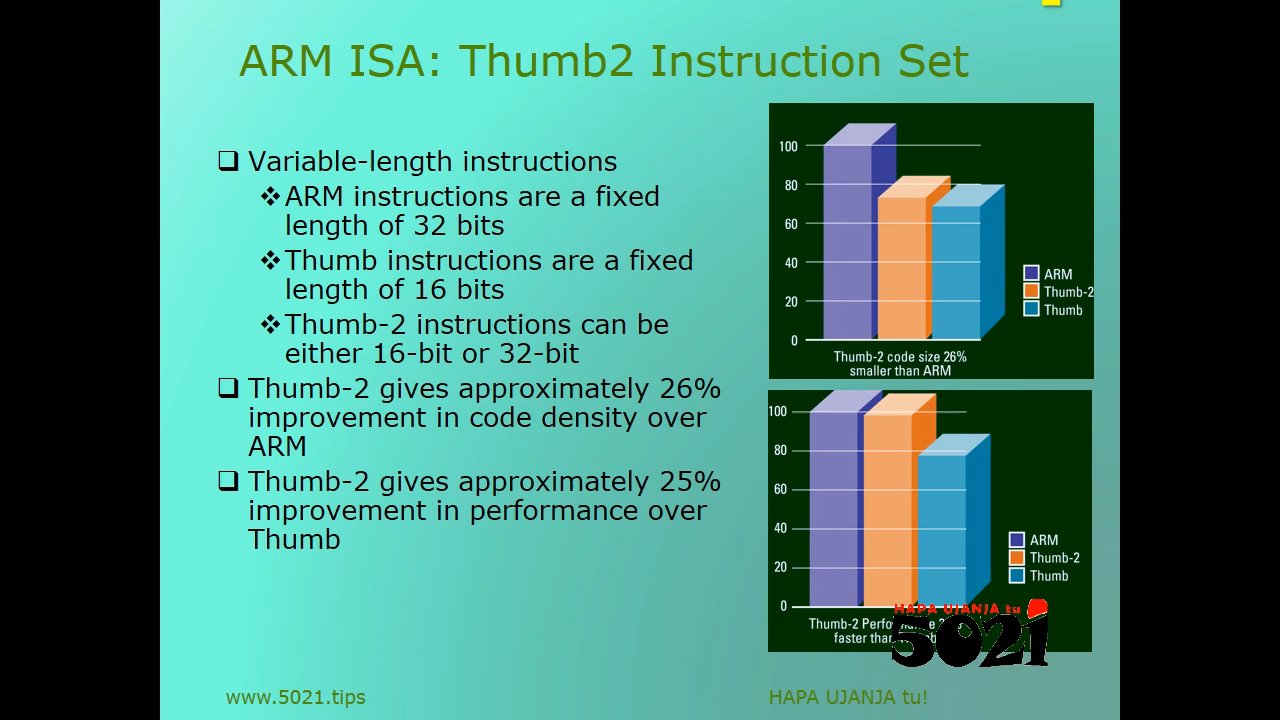 ARM ISA: Thumb2 Instruction Set
Variable-length instructions
ARM instructions are a fixed
length of 32 bits
Thumb instructions are a fixed
length of 16 bits
Thumb-2 instructions can be
either 16-bit or 32-bit
Thumb-2 gives approximately 26%
improvement in code density over
ARM
Thumb-2 gives approximately 25%
improvement in performance over
Thumb
100
80
60
40
20
0
ARM
Thumb-2
Thumb
Thumb-2 code size 26%
smaller than ARM
100
80
60
40
20
0
ARM
Thumb-2
Thumb
Thumb-2
faster than
HAPA UJANJA tu
5021
www.5021.tips
HAPA UJANJA tu!